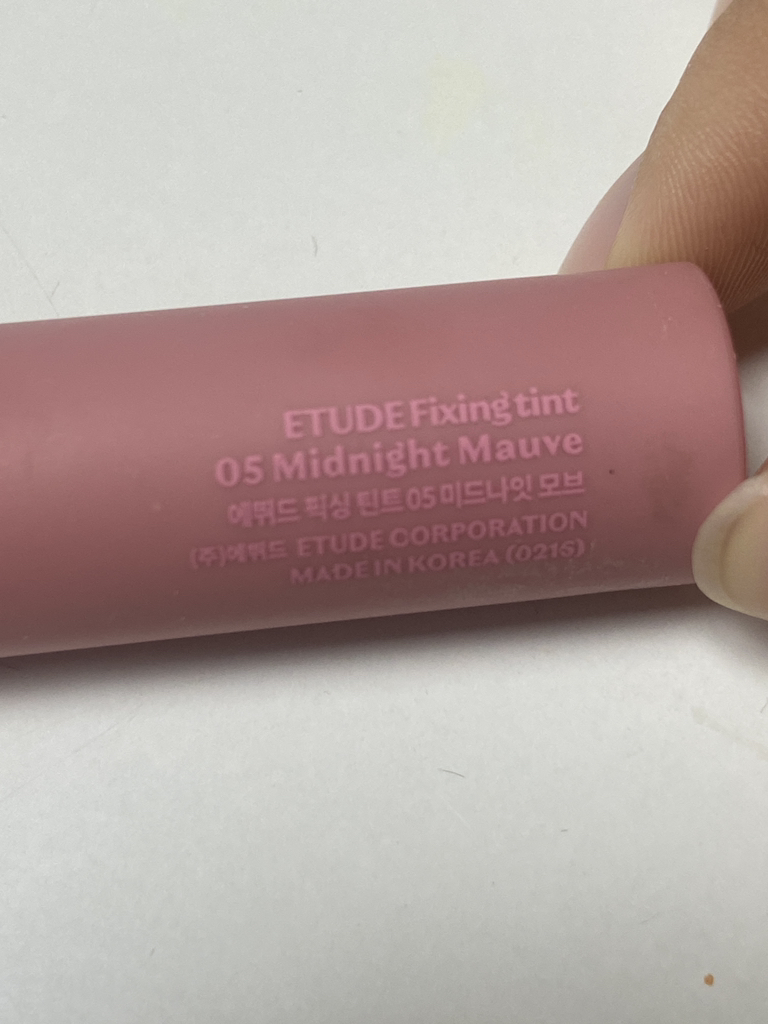 ETUDE Fixing tint
05 Midnight Mauve
에뛰드 픽싱 틴트 05 미드나잇 모브
(주)에뛰드 ETUDE CORPORATION
MADE IN KOREA (0216)